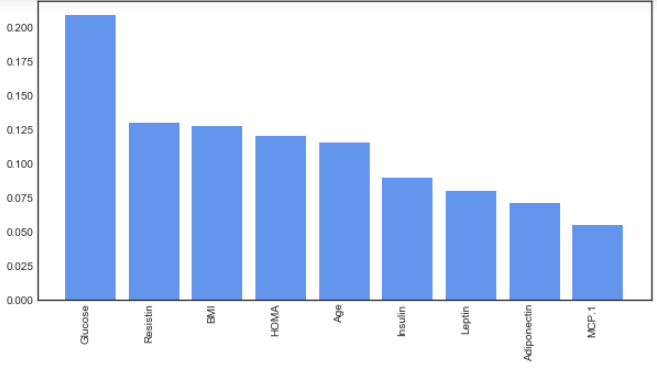 0.200
0.175
0.150
0.125
0.100
0.075
0.050
0.025
0.000
Glucose
Resistin
BMI
HOMA
Age
Insulin
Leptin
Adiponectin
MCP.1